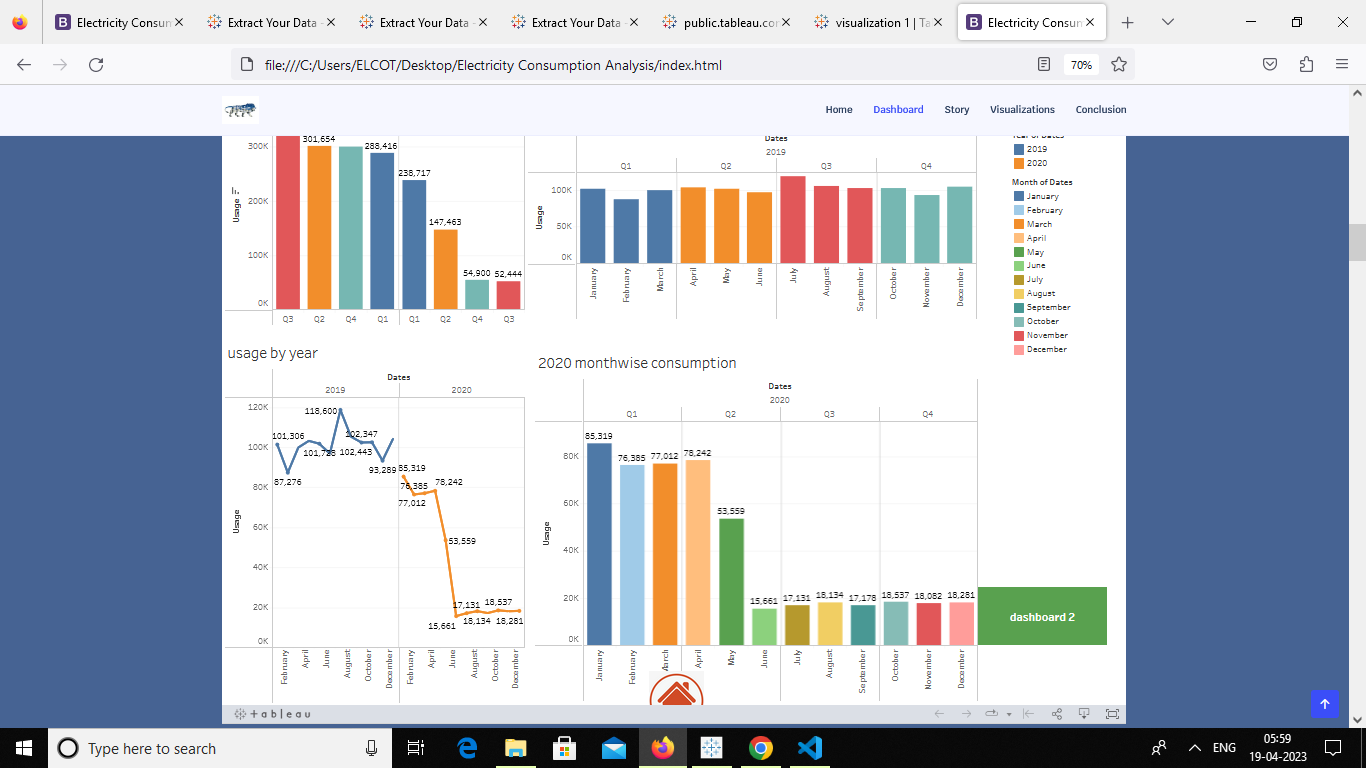 Electricity Consum
Extract Your Data -
Extract Your Data -
Extract Your Data -
public.tableau.com
visualization 1 | Ta
Electricity Consum
file:///C:/Users/ELCOT/Desktop/Electricity Consumption Analysis/index.html
70%
Home Dashboard Story Visualizations Conclusion
300K
200K
100K
0K
Usage
301,654
288,416
238,717
147,463
54,900
52,444
Q3 Q2 Q4 Q1 Q1 Q2 Q4 Q3
Dates
2019
Q1 Q2 Q3 Q4
100K
50K
0K
Usage
January February March April May June July August September October November December
Year of Dates
2019
2020
Month of Dates
January
February
March
April
May
June
July
August
September
October
November
December
usage by year
Dates
2019 2020
120K
100K
80K
60K
40K
20K
0K
Usage
118,600
101,306
102,347
101,728
102,443
93,289
87,276
85,319
76,385
78,242
77,012
53,559
17,131
18,537
15,661
18,134
18,281
February April June August October December February April June August October December
2020 monthwise consumption
Dates
2020
Q1 Q2 Q3 Q4
80K
60K
40K
20K
0K
Usage
85,319
76,385
77,012
78,242
53,559
15,661
17,131
18,134
17,178
18,537
18,082
18,281
January February March April May June July August September October November December
dashboard 2
+ a b l e a u
Type here to search
ENG
05:59
19-04-2023